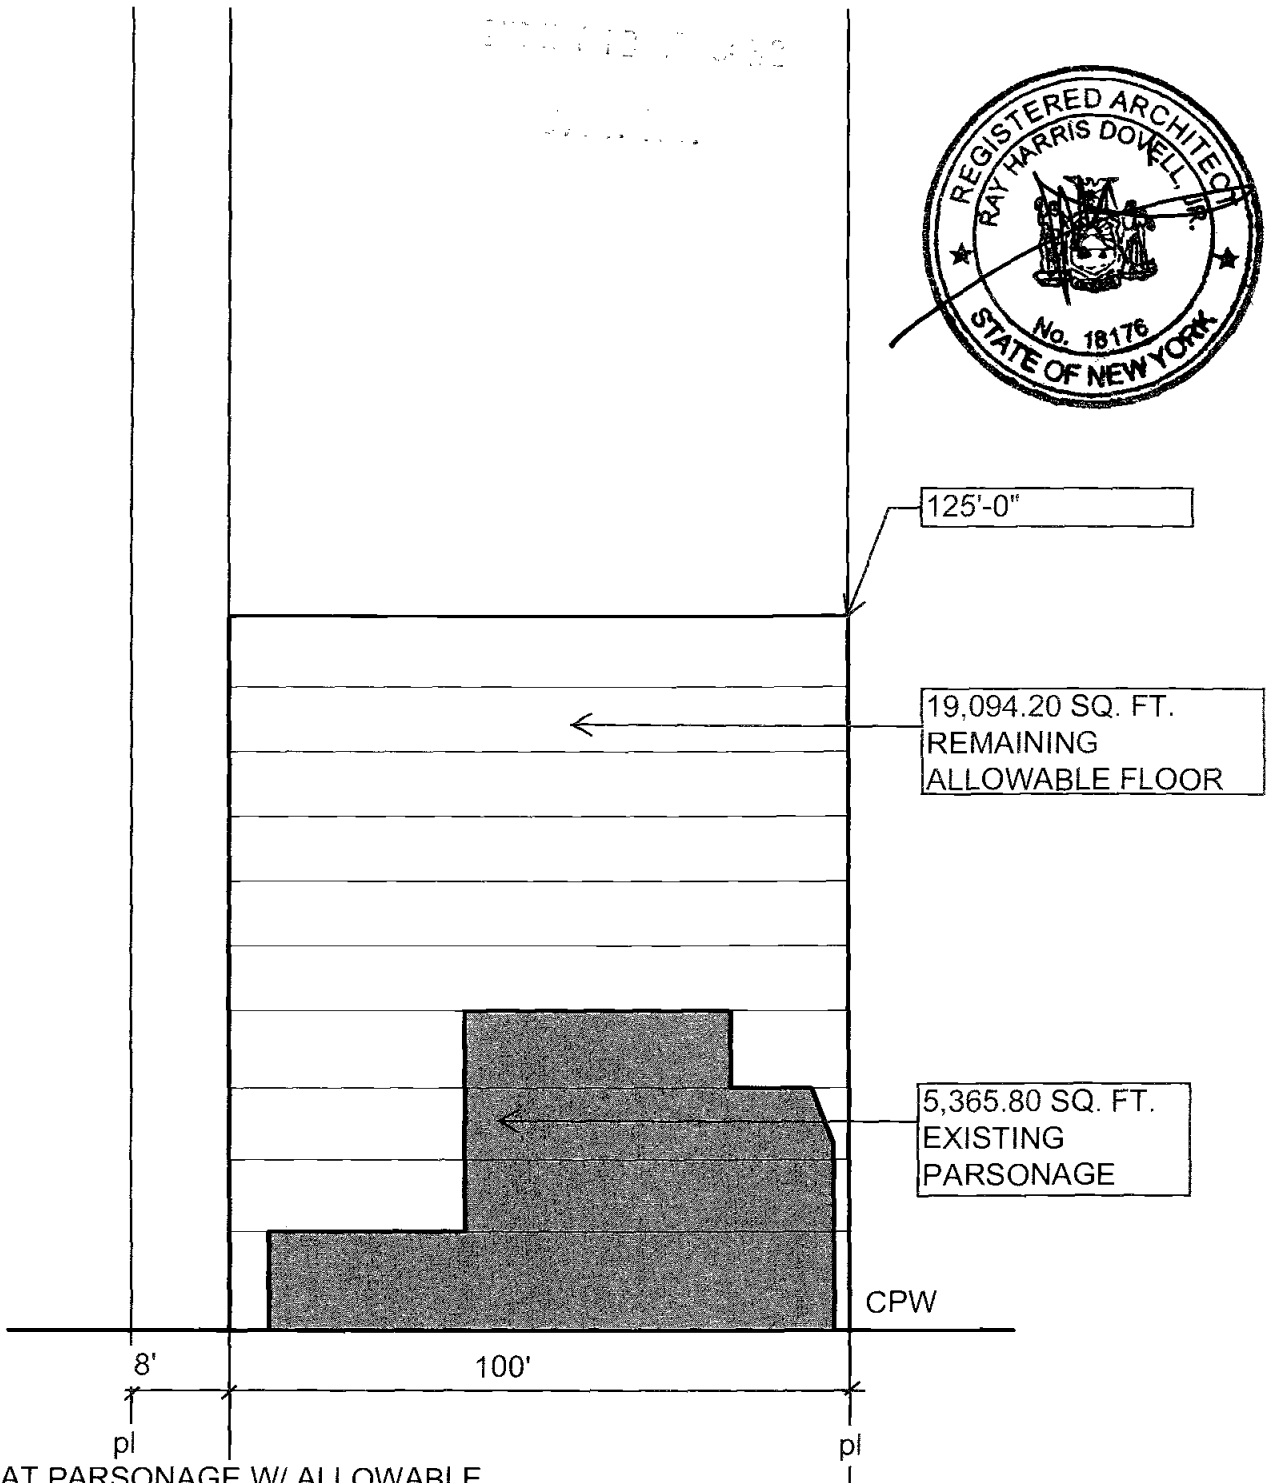 REGISTERED ARCHITECT
RAY HARRIS DOVELL, JR.
No. 18176
STATE OF NEW YORK
125'-0"
19,094.20 SQ. FT.
REMAINING
ALLOWABLE FLOOR
5,365.80 SQ. FT.
EXISTING
PARSONAGE
CPW
8'
100'
pl
pl
AT PARSONAGE W/ ALLOWABLE